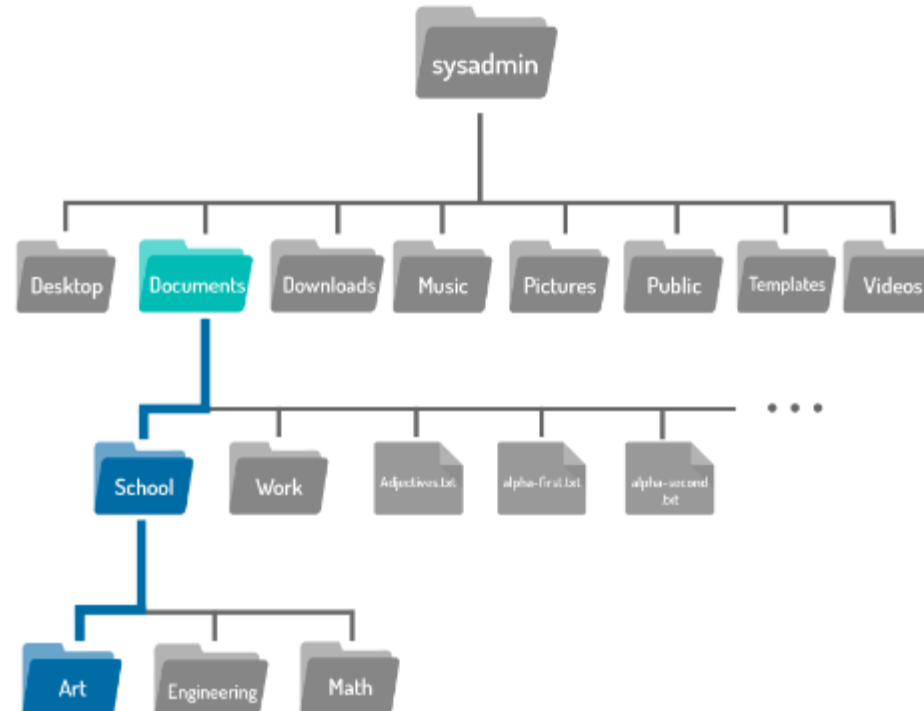 sysadmin
Desktop
Documents
Downloads
Music
Pictures
Public
Templates
Videos
School
Work
Adjectives.txt
alpha-first.txt
alpha-second
.txt
Art
Engineering
Math